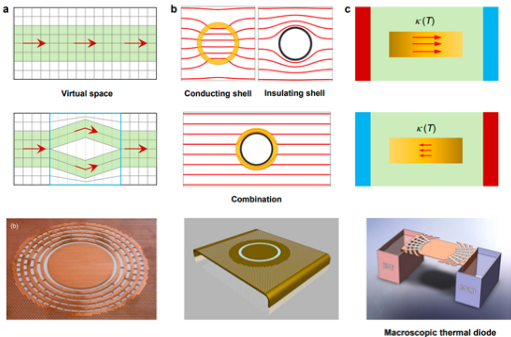 a
b
c
Virtual space
Conducting shell
Insulating shell
κ(T)
κ(T)
Combination
(b)
Macroscopic thermal diode